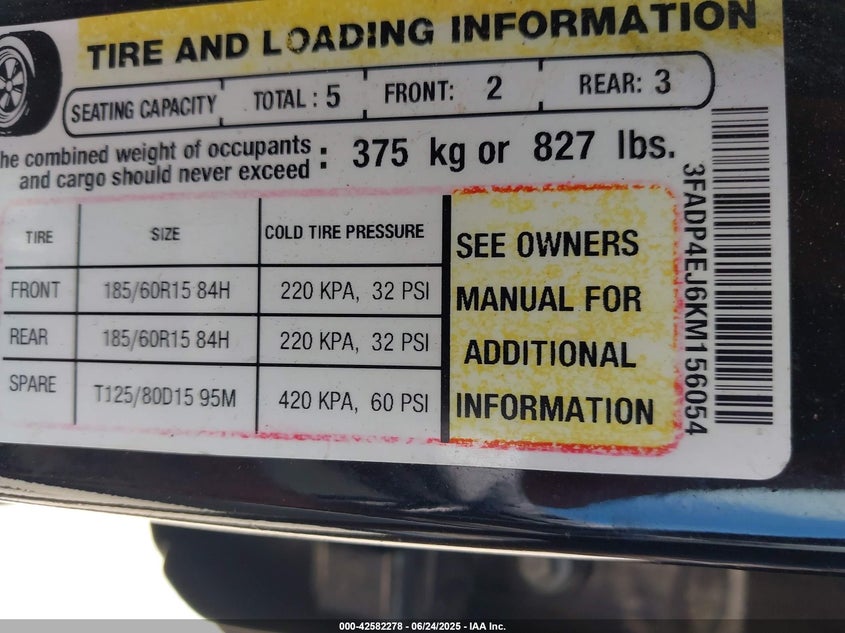 TIRE AND LOADING INFORMATION
SEATING CAPACITY TOTAL : 5 FRONT: 2 REAR: 3
he combined weight of occupants
and cargo should never exceed : 375 kg or 827 lbs.
TIRE SIZE COLD TIRE PRESSURE
FRONT 185/60R15 84H 220 KPA, 32 PSI
REAR 185/60R15 84H 220 KPA, 32 PSI
SPARE T125/80D15 95M 420 KPA, 60 PSI
SEE OWNERS
MANUAL FOR
ADDITIONAL
INFORMATION
3FADP4EJ6KM156054
000-42582278 - 06/24/2025 - IAA Inc.